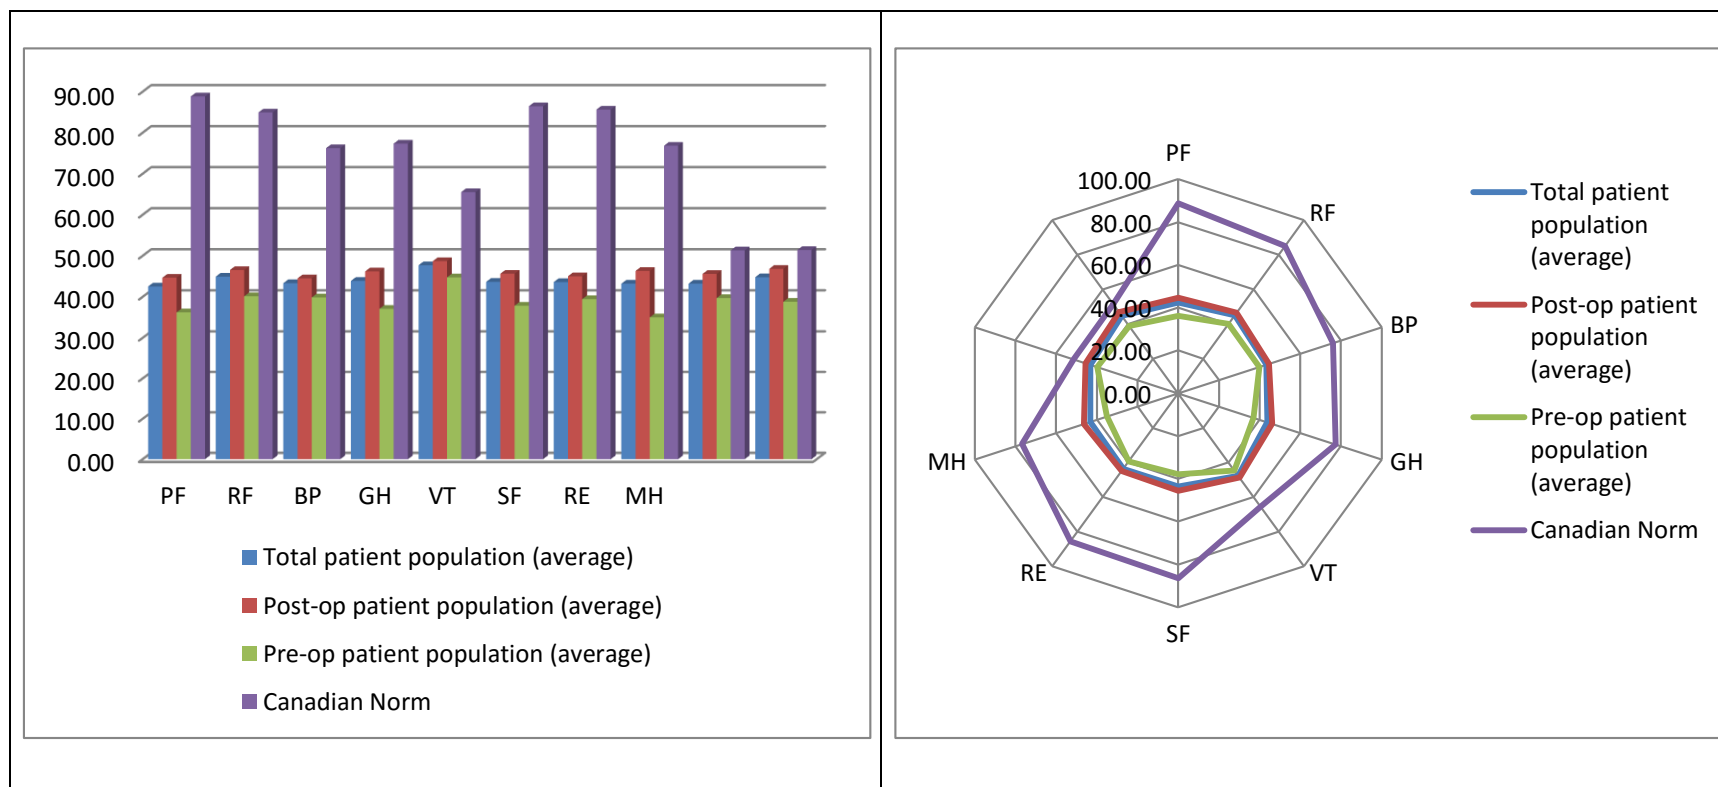 90.00
80.00
70.00
60.00
50.00
40.00
30.00
20.00
10.00
0.00
PF RF BP GH VT SF RE MH
Total patient population (average)
Post-op patient population (average)
Pre-op patient population (average)
Canadian Norm
PF
RF
BP
GH
VT
SF
RE
MH
100.00
80.00
60.00
40.00
20.00
0.00
Total patient
population
(average)
Post-op patient
population
(average)
Pre-op patient
population
(average)
Canadian Norm